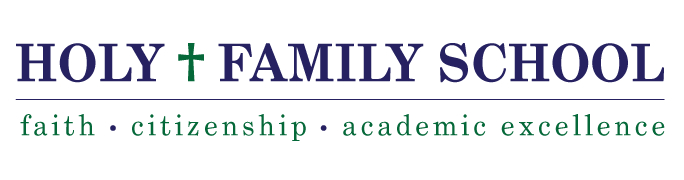 HOLY † FAMILY SCHOOL
faith • citizenship • academic excellence